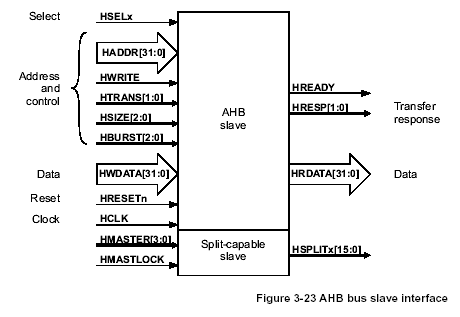 Select
HSELx
HADDR[31:0]
Address
and
control
HWRITE
HTRANS[1:0]
HSIZE[2:0]
HBURST[2:0]
AHB
slave
HREADY
HRESP[1:0]
Transfer
response
Data
HWDATA[31:0]
HRDATA[31:0]
Data
Reset
HRESETn
Clock
HCLK
HMASTER[3:0]
HMASTLOCK
Split-capable
slave
HSPLITx[15:0]
Figure 3-23 AHB bus slave interface